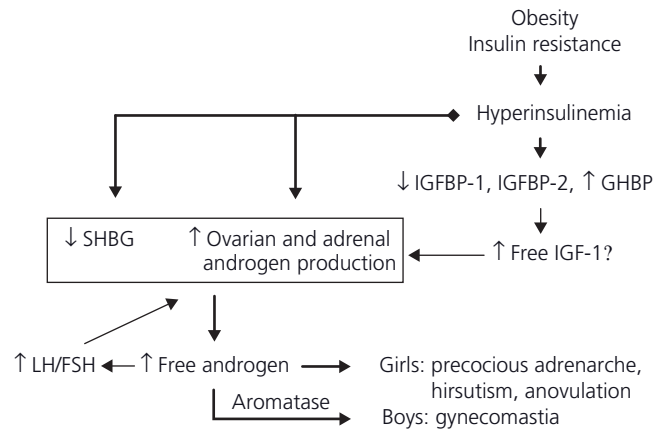 Obesity
Insulin resistance
Hyperinsulinemia
↓ IGFBP-1, IGFBP-2, ↑ GHBP
↓ SHBG
↑ Ovarian and adrenal
androgen production
↑ Free IGF-1?
↑ LH/FSH
↑ Free androgen
Girls: precocious adrenarche,
hirsutism, anovulation
Aromatase
Boys: gynecomastia